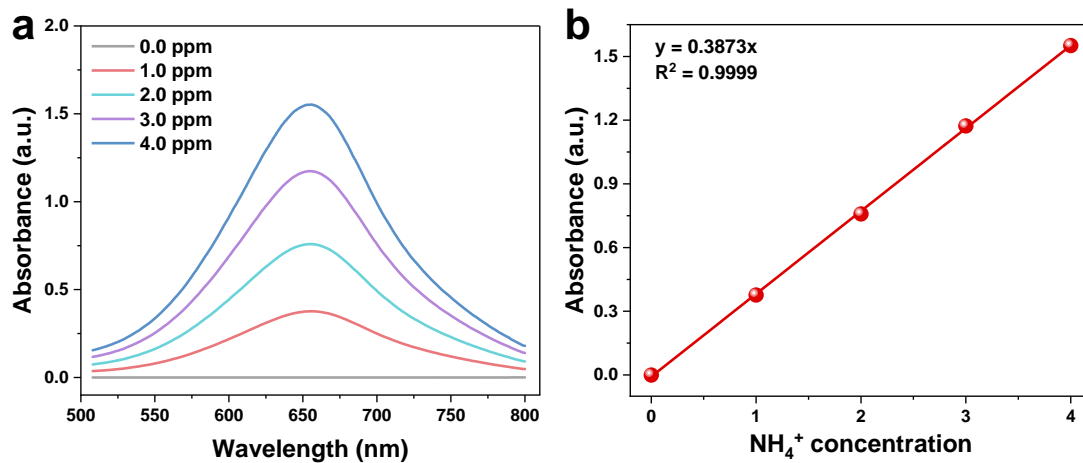 a
2.0
1.5
1.0
0.5
0.0
Absorbance (a.u.)
0.0 ppm
1.0 ppm
2.0 ppm
3.0 ppm
4.0 ppm
500 550 600 650 700 750 800
Wavelength (nm)
b
1.5
1.2
0.9
0.6
0.3
0.0
Absorbance (a.u.)
y = 0.3873x
R² = 0.9999
0 1 2 3 4
NH₄⁺ concentration